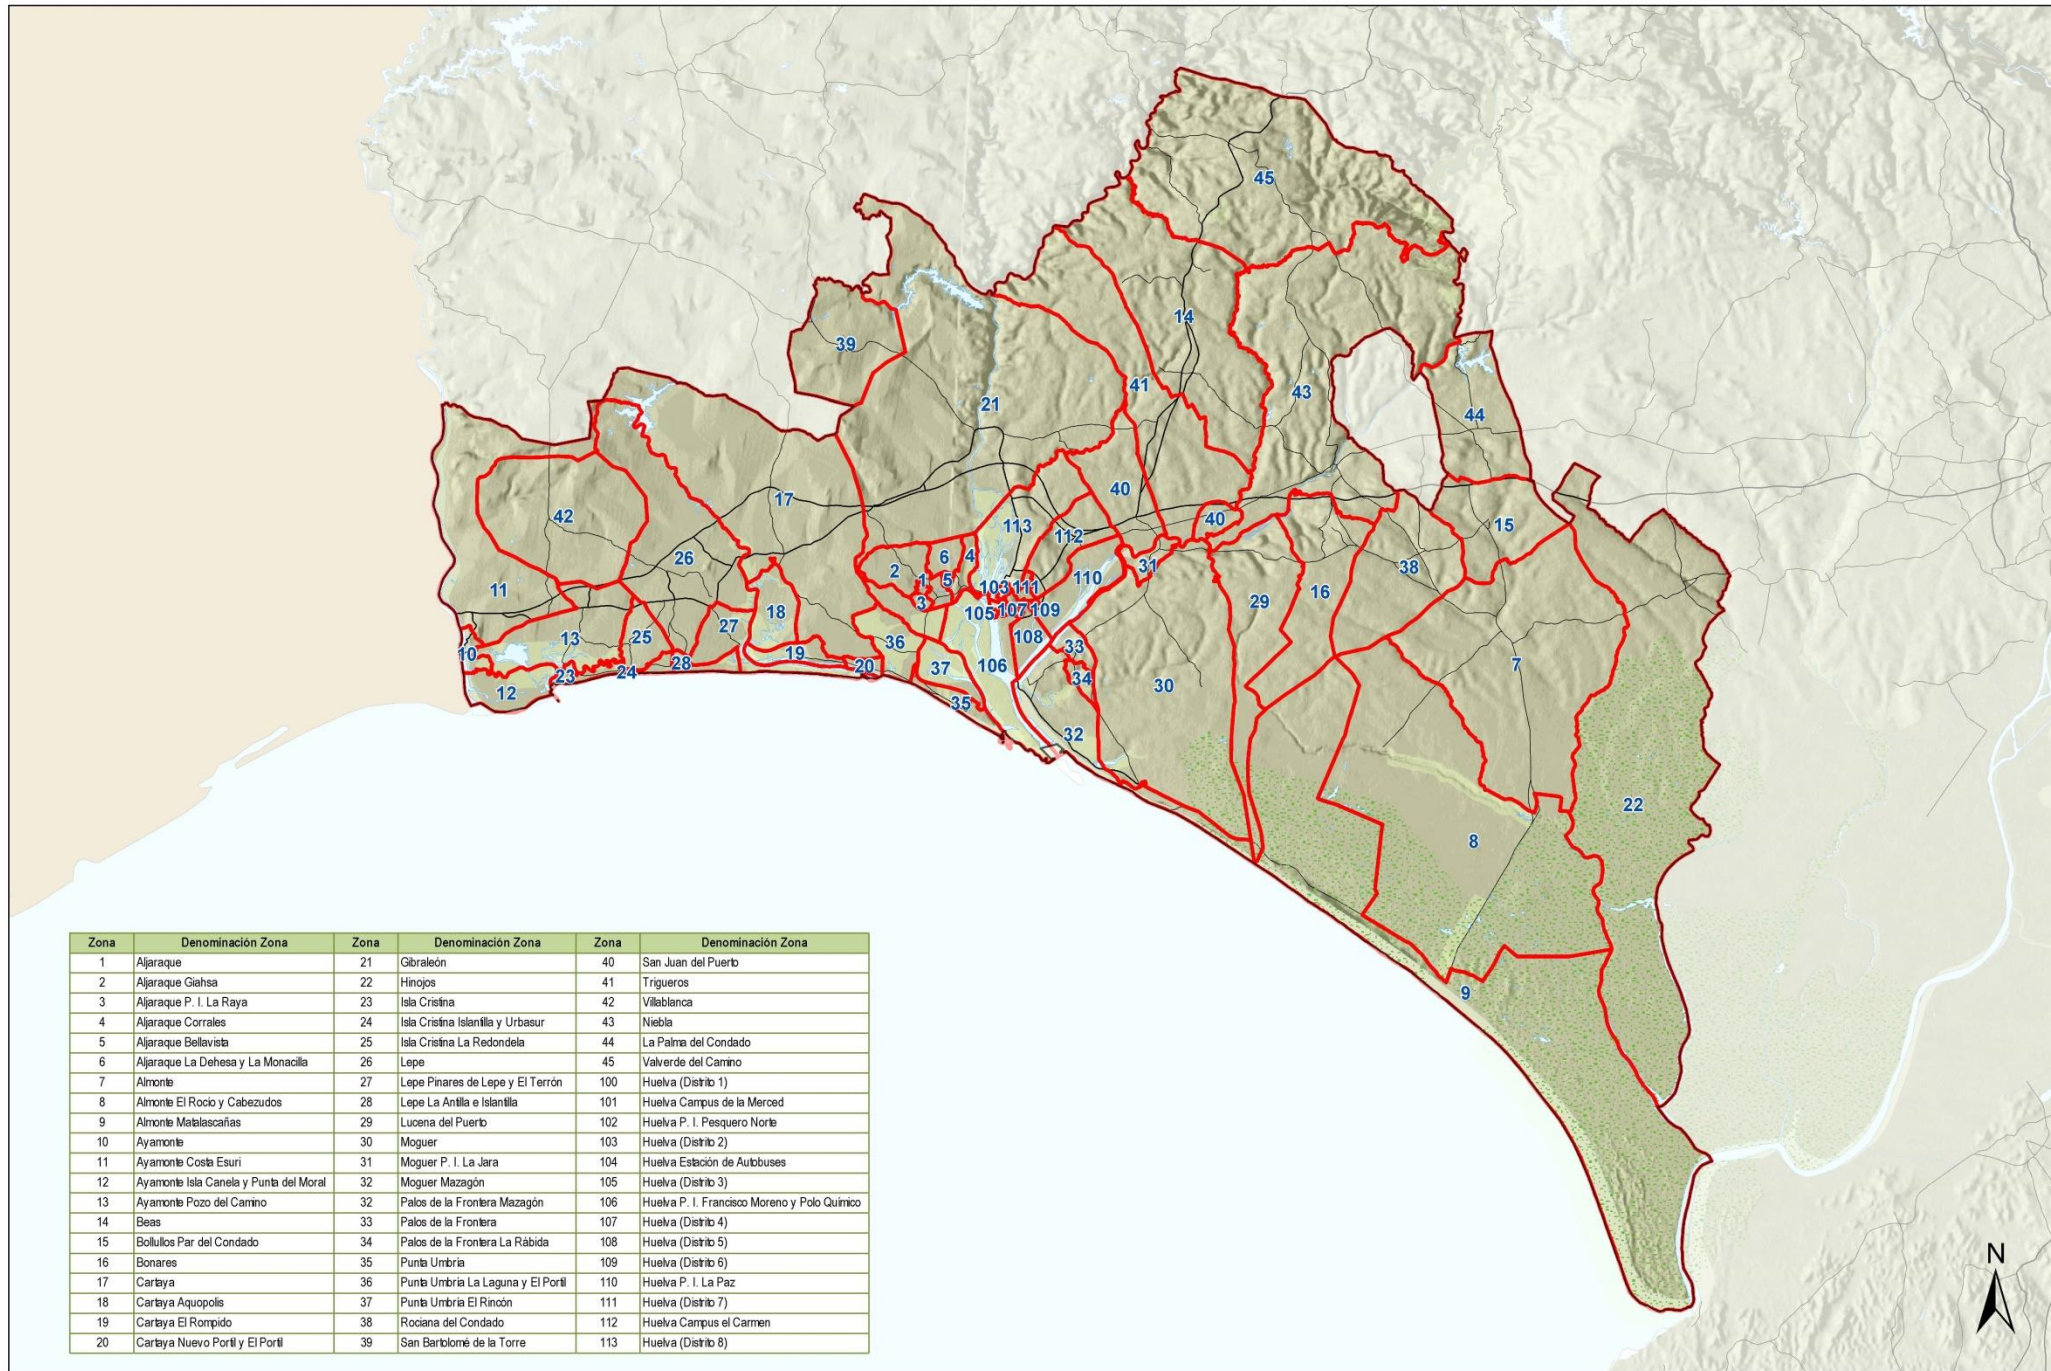 45
14
39
41
21
43
44
17
42
40
15
26
113
112
40
6
4
2
1
5
3
103
111
110
31
38
11
16
29
105
107
109
18
27
25
13
36
108
33
10
19
20
28
24
23
12
37
106
34
30
7
35
32
22
8
9
Zona Denominación Zona Zona Denominación Zona Zona Denominación Zona
1 Aljaraque 21 Gibraleón 40 San Juan del Puerto
2 Aljaraque Giahsa 22 Hinojos 41 Trigueros
3 Aljaraque P. I. La Raya 23 Isla Cristina 42 Villablanca
4 Aljaraque Corrales 24 Isla Cristina Islantilla y Urbasur 43 Niebla
5 Aljaraque Bellavista 25 Isla Cristina La Redondela 44 La Palma del Condado
6 Aljaraque La Dehesa y La Monacilla 26 Lepe 45 Valverde del Camino
7 Almonte 27 Lepe Pinares de Lepe y El Terrón 100 Huelva (Distrito 1)
8 Almonte El Rocío y Cabezudos 28 Lepe La Antilla e Islantilla 101 Huelva Campus de la Merced
9 Almonte Matalascañas 29 Lucena del Puerto 102 Huelva P. I. Pesquero Norte
10 Ayamonte 30 Moguer 103 Huelva (Distrito 2)
11 Ayamonte Costa Esuri 31 Moguer P. I. La Jara 104 Huelva Estación de Autobuses
12 Ayamonte Isla Canela y Punta del Moral 32 Moguer Mazagón 105 Huelva (Distrito 3)
13 Ayamonte Pozo del Camino 32 Palos de la Frontera Mazagón 106 Huelva P. I. Francisco Moreno y Polo Químico
14 Beas 33 Palos de la Frontera 107 Huelva (Distrito 4)
15 Bollullos Par del Condado 34 Palos de la Frontera La Rábida 108 Huelva (Distrito 5)
16 Bonares 35 Punta Umbría 109 Huelva (Distrito 6)
17 Cartaya 36 Punta Umbría La Laguna y El Portil 110 Huelva P. I. La Paz
18 Cartaya Aquopolis 37 Punta Umbría El Rincón 111 Huelva (Distrito 7)
19 Cartaya El Rompido 38 Rociana del Condado 112 Huelva Campus el Carmen
20 Cartaya Nuevo Portil y El Portil 39 San Bartolomé de la Torre 113 Huelva (Distrito 8)
N